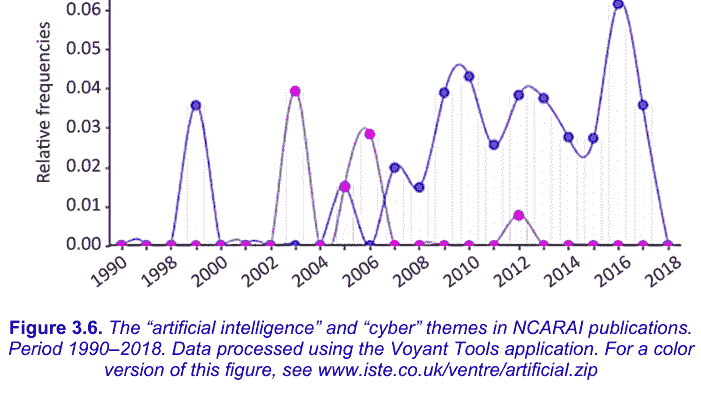 0.06
0.05
0.04
0.03
0.02
0.01
0.00
Relative frequencies
1990 1998 2000 2002 2004 2006 2008 2010 2012 2014 2016 2018
Figure 3.6. The “artificial intelligence” and “cyber” themes in NCARAI publications.
Period 1990–2018. Data processed using the Voyant Tools application. For a color
version of this figure, see www.iste.co.uk/ventre/artificial.zip